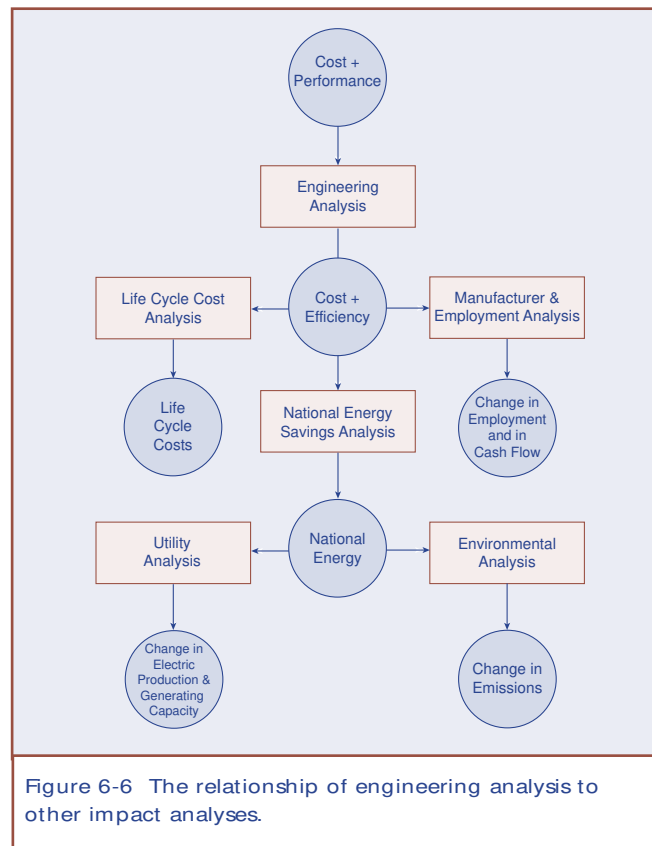 Cost +
Performance
Engineering
Analysis
Life Cycle Cost
Analysis
Cost +
Efficiency
Manufacturer &
Employment Analysis
Life
Cycle
Costs
National Energy
Savings Analysis
Change in
Employment
and in
Cash Flow
Utility
Analysis
National
Energy
Environmental
Analysis
Change in
Electric
Production &
Generating
Capacity
Change in
Emissions
Figure 6-6 The relationship of engineering analysis to
other impact analyses.